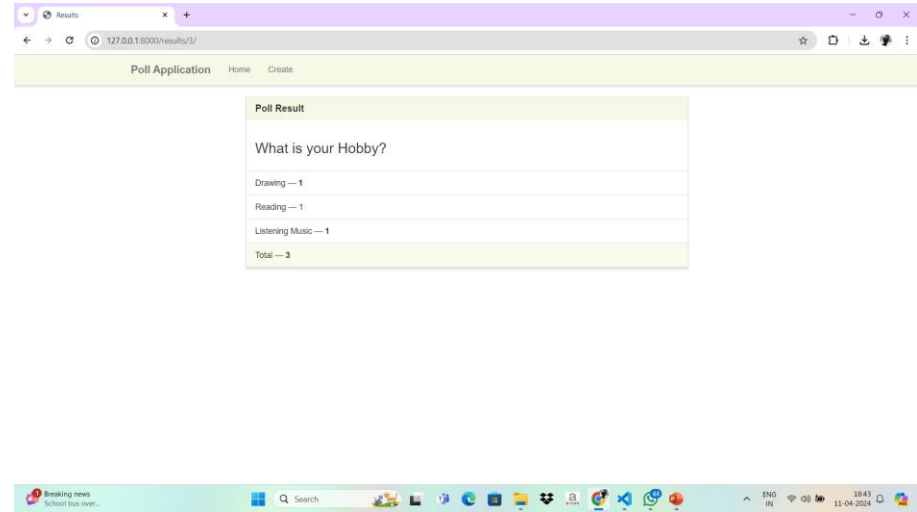 Results
127.0.0.1:8000/results/3/
Poll Application Home Create
Poll Result
What is your Hobby?
Drawing — 1
Reading — 1
Listening Music — 1
Total — 3
Breaking news
School bus over...
Search
ENG
IN
18:43
11-04-2024